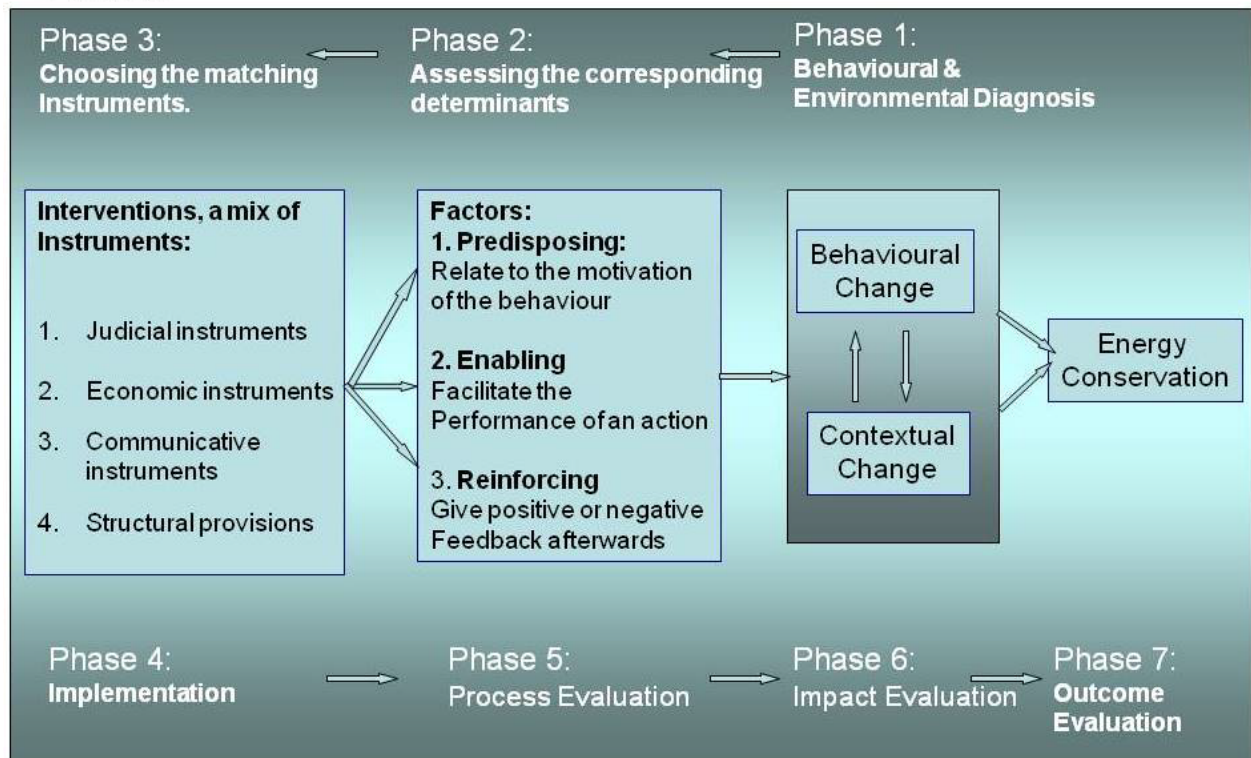 Phase 3:
Choosing the matching
Instruments.
Phase 2:
Assessing the corresponding
determinants
Phase 1:
Behavioural &
Environmental Diagnosis
Interventions, a mix of
Instruments:
1. Judicial instruments
2. Economic instruments
3. Communicative
instruments
4. Structural provisions
Factors:
1. Predisposing:
Relate to the motivation
of the behaviour
2. Enabling
Facilitate the
Performance of an action
3. Reinforcing
Give positive or negative
Feedback afterwards
Behavioural
Change
Contextual
Change
Energy
Conservation
Phase 4:
Implementation
Phase 5:
Process Evaluation
Phase 6:
Impact Evaluation
Phase 7:
Outcome
Evaluation